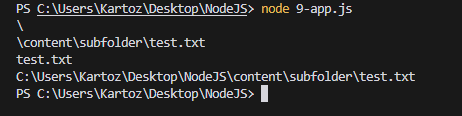 PS C:\Users\Kartoz\Desktop\NodeJS> node 9-app.js
\
\content\subfolder\test.txt
test.txt
C:\Users\Kartoz\Desktop\NodeJS\content\subfolder\test.txt
PS C:\Users\Kartoz\Desktop\NodeJS>